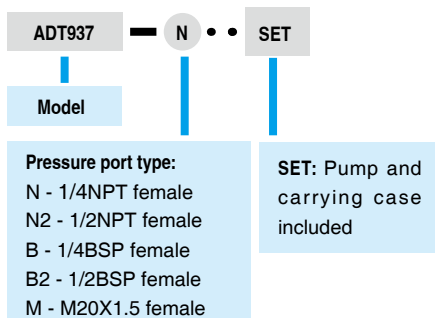 ADT937 — N • • SET
Model
Pressure port type:
N - 1/4NPT female
N2 - 1/2NPT female
B - 1/4BSP female
B2 - 1/2BSP female
M - M20X1.5 female
SET: Pump and
carrying case
included